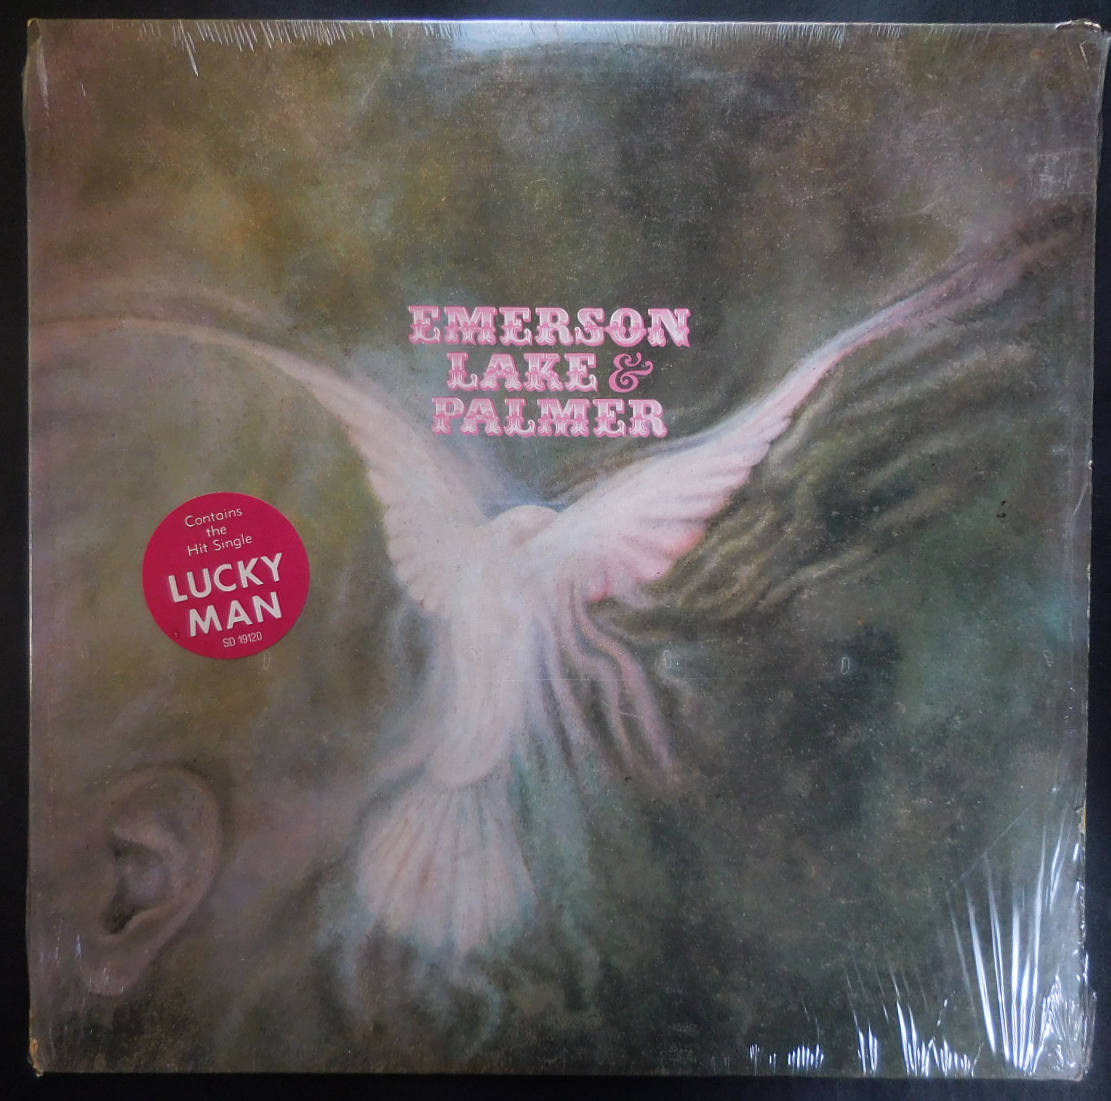 EMERSON
LAKE &
PALMER
Contains
the
Hit Single
LUCKY
MAN
SD 19120